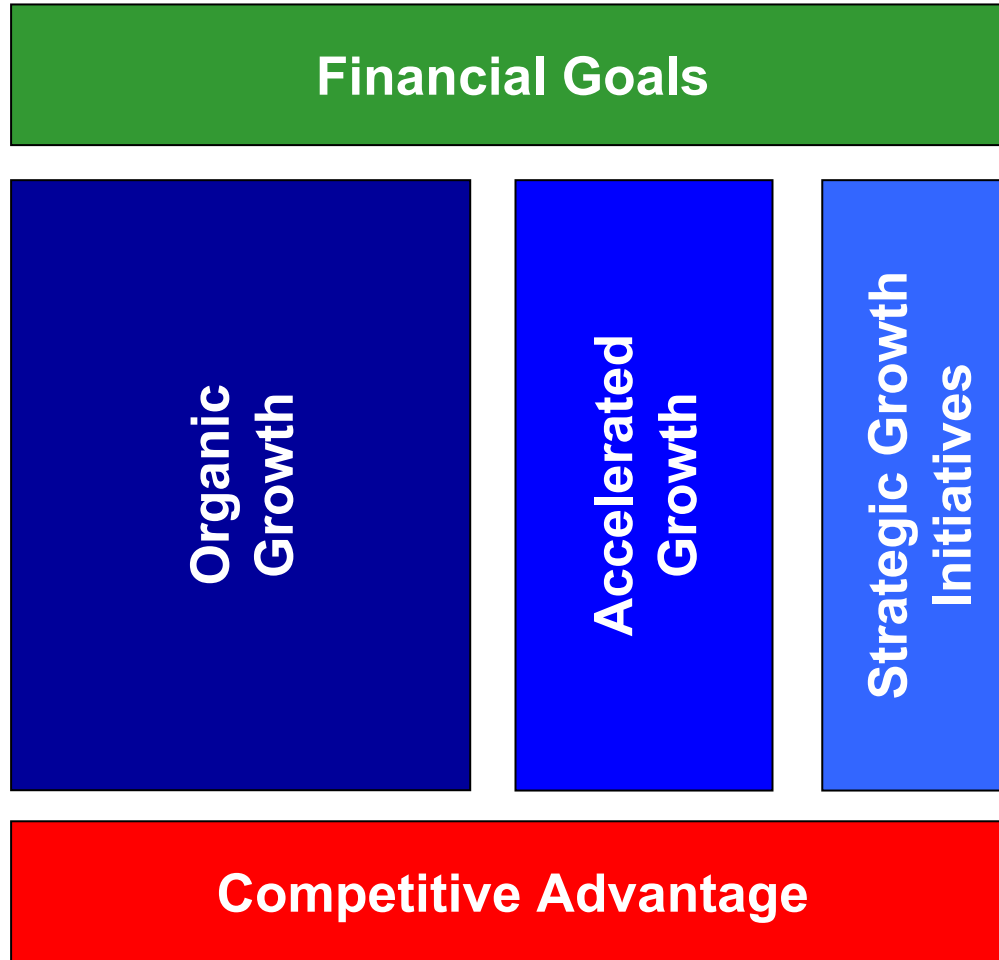 Financial Goals
Organic
Growth
Accelerated
Growth
Strategic Growth
Initiatives
Competitive Advantage